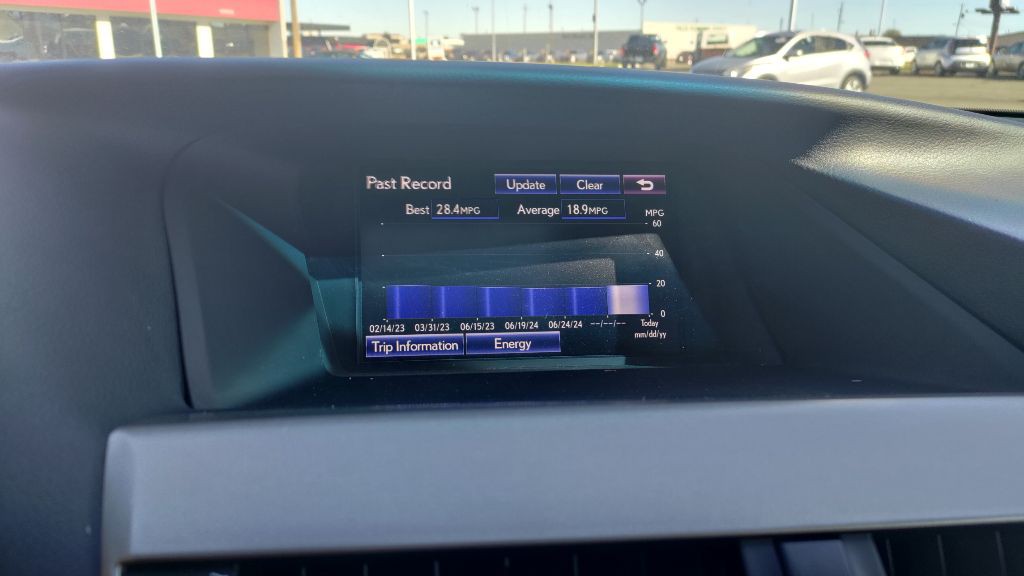 Past Record Update Clear
Best 28.4MPG Average 18.9MPG
MPG
60
40
20
0
02/14/23 03/31/23 06/15/23 06/19/24 06/24/24 --/--/-- Today
mm/dd/yy
Trip Information Energy